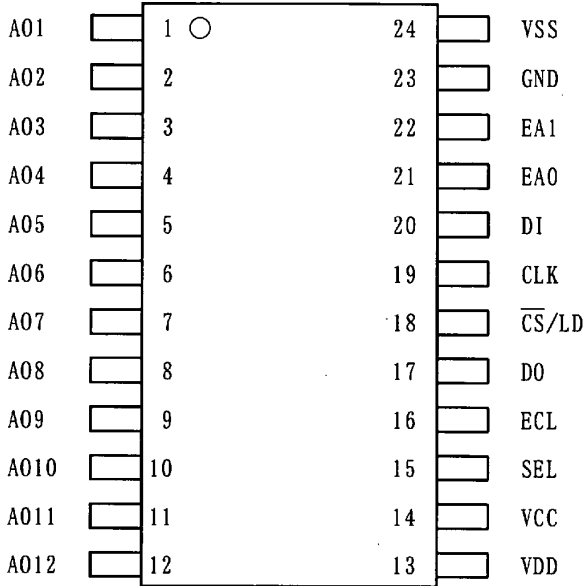 AO1 1 24 VSS
AO2 2 23 GND
AO3 3 22 EA1
AO4 4 21 EA0
AO5 5 20 DI
AO6 6 19 CLK
AO7 7 18 C̅S̅/LD
AO8 8 17 DO
AO9 9 16 ECL
AO10 10 15 SEL
AO11 11 14 VCC
AO12 12 13 VDD